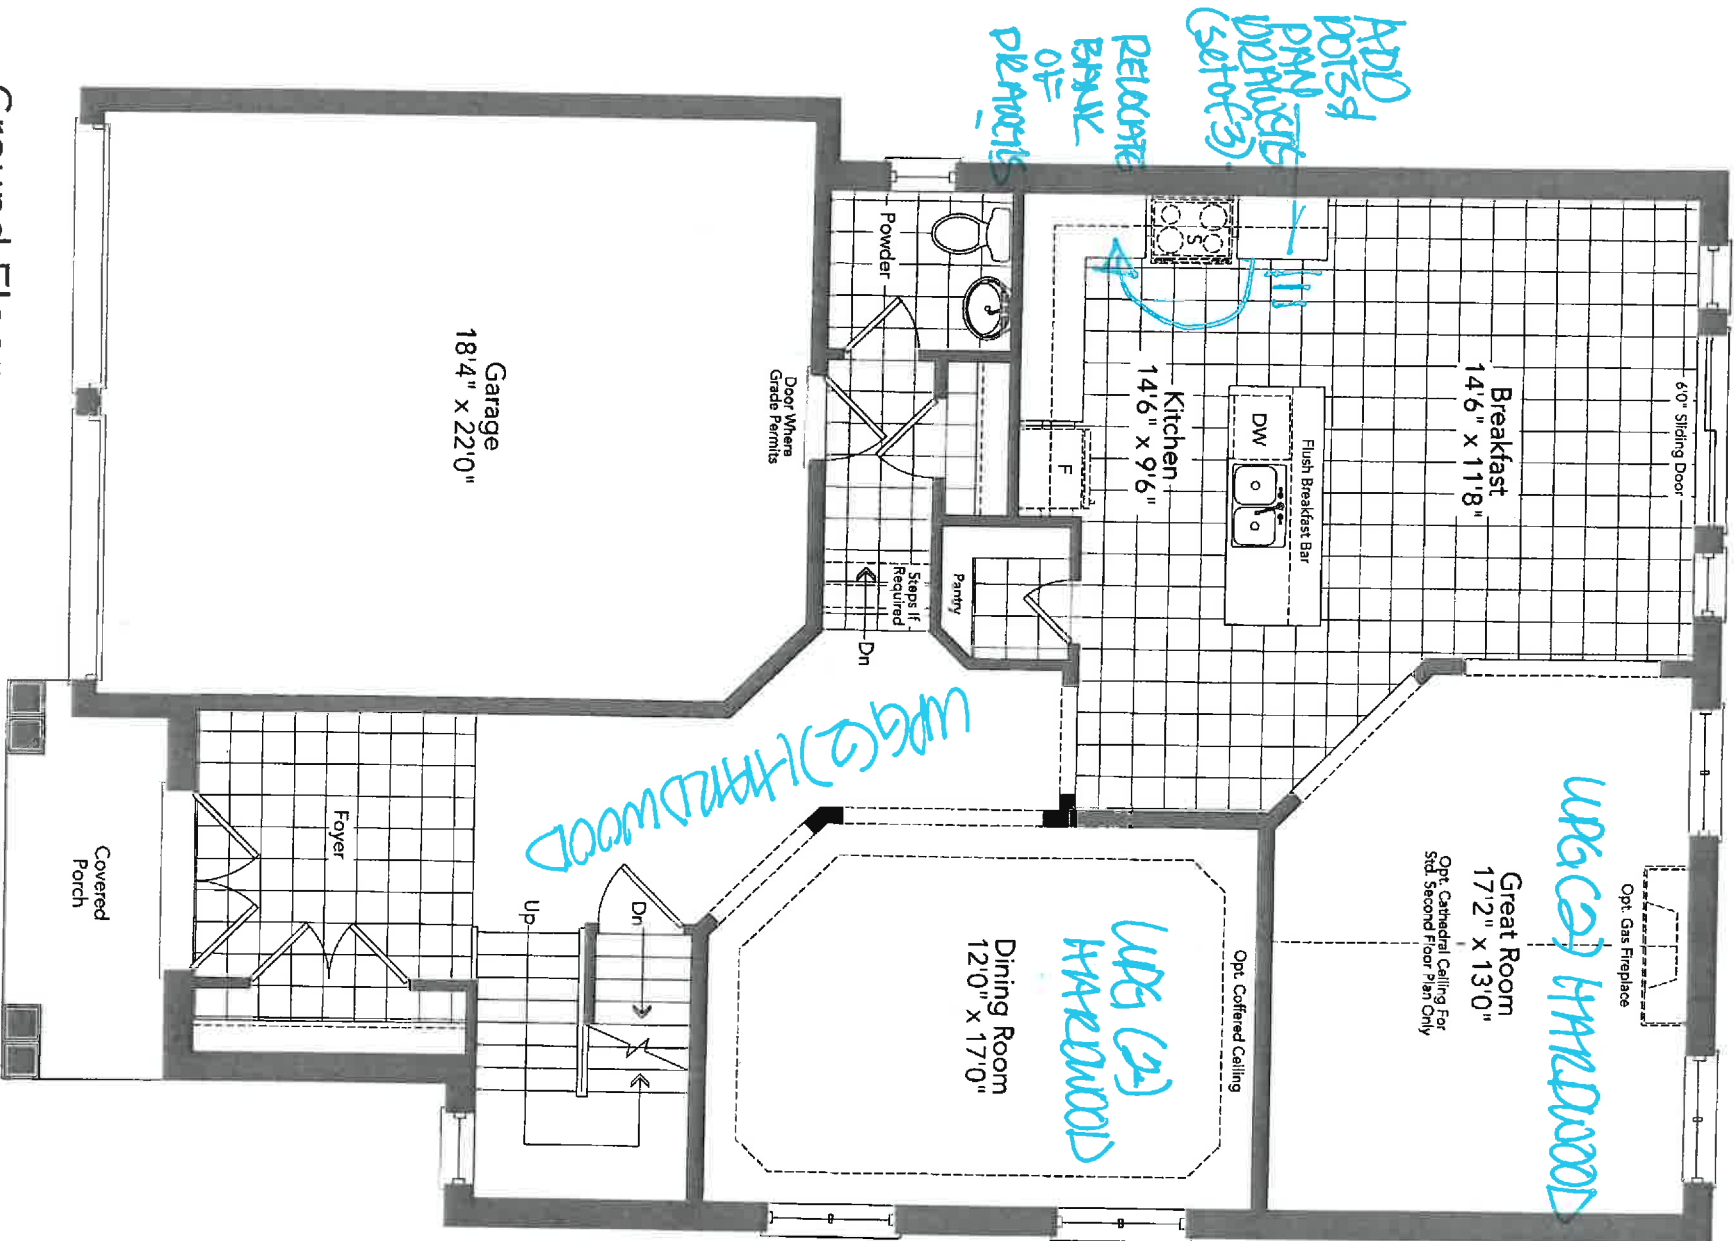 ADD
POTS &
PAN
DRAWERS
(set of 3)
RELOCATE
BANK
OF
DRAWERS
6'0" Sliding Door
Breakfast
14'6" x 11'8"
Flush Breakfast Bar
DW
Kitchen
14'6" x 9'6"
S
F
Pantry
Powder
Door Where
Grade Permits
Steps If
Required
Dn
Garage
18'4" x 22'0"
UPG (2) HARDWOOD
Opt. Gas Fireplace
Great Room
17'2" x 13'0"
Opt. Cathedral Ceiling For
Std. Second Floor Plan Only
UPG (2) HARDWOOD
Opt. Coffered Ceiling
UPG (2)
HARDWOOD
Dining Room
12'0" x 17'0"
Dn
Up
Foyer
Covered
Porch